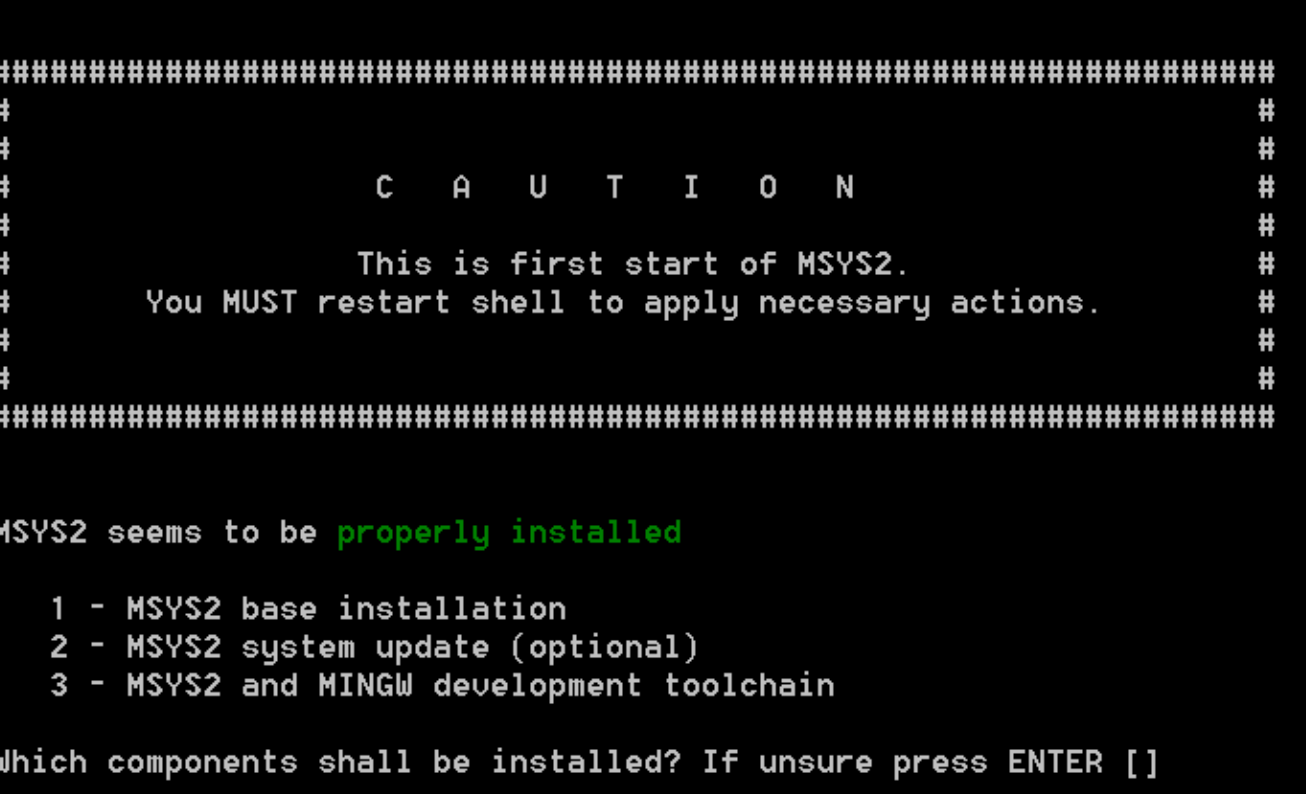 ###################################################################
# #
# #
# C A U T I O N #
# #
# This is first start of MSYS2. #
# You MUST restart shell to apply necessary actions. #
# #
# #
###################################################################
MSYS2 seems to be properly installed
1 - MSYS2 base installation
2 - MSYS2 system update (optional)
3 - MSYS2 and MINGW development toolchain
Which components shall be installed? If unsure press ENTER []